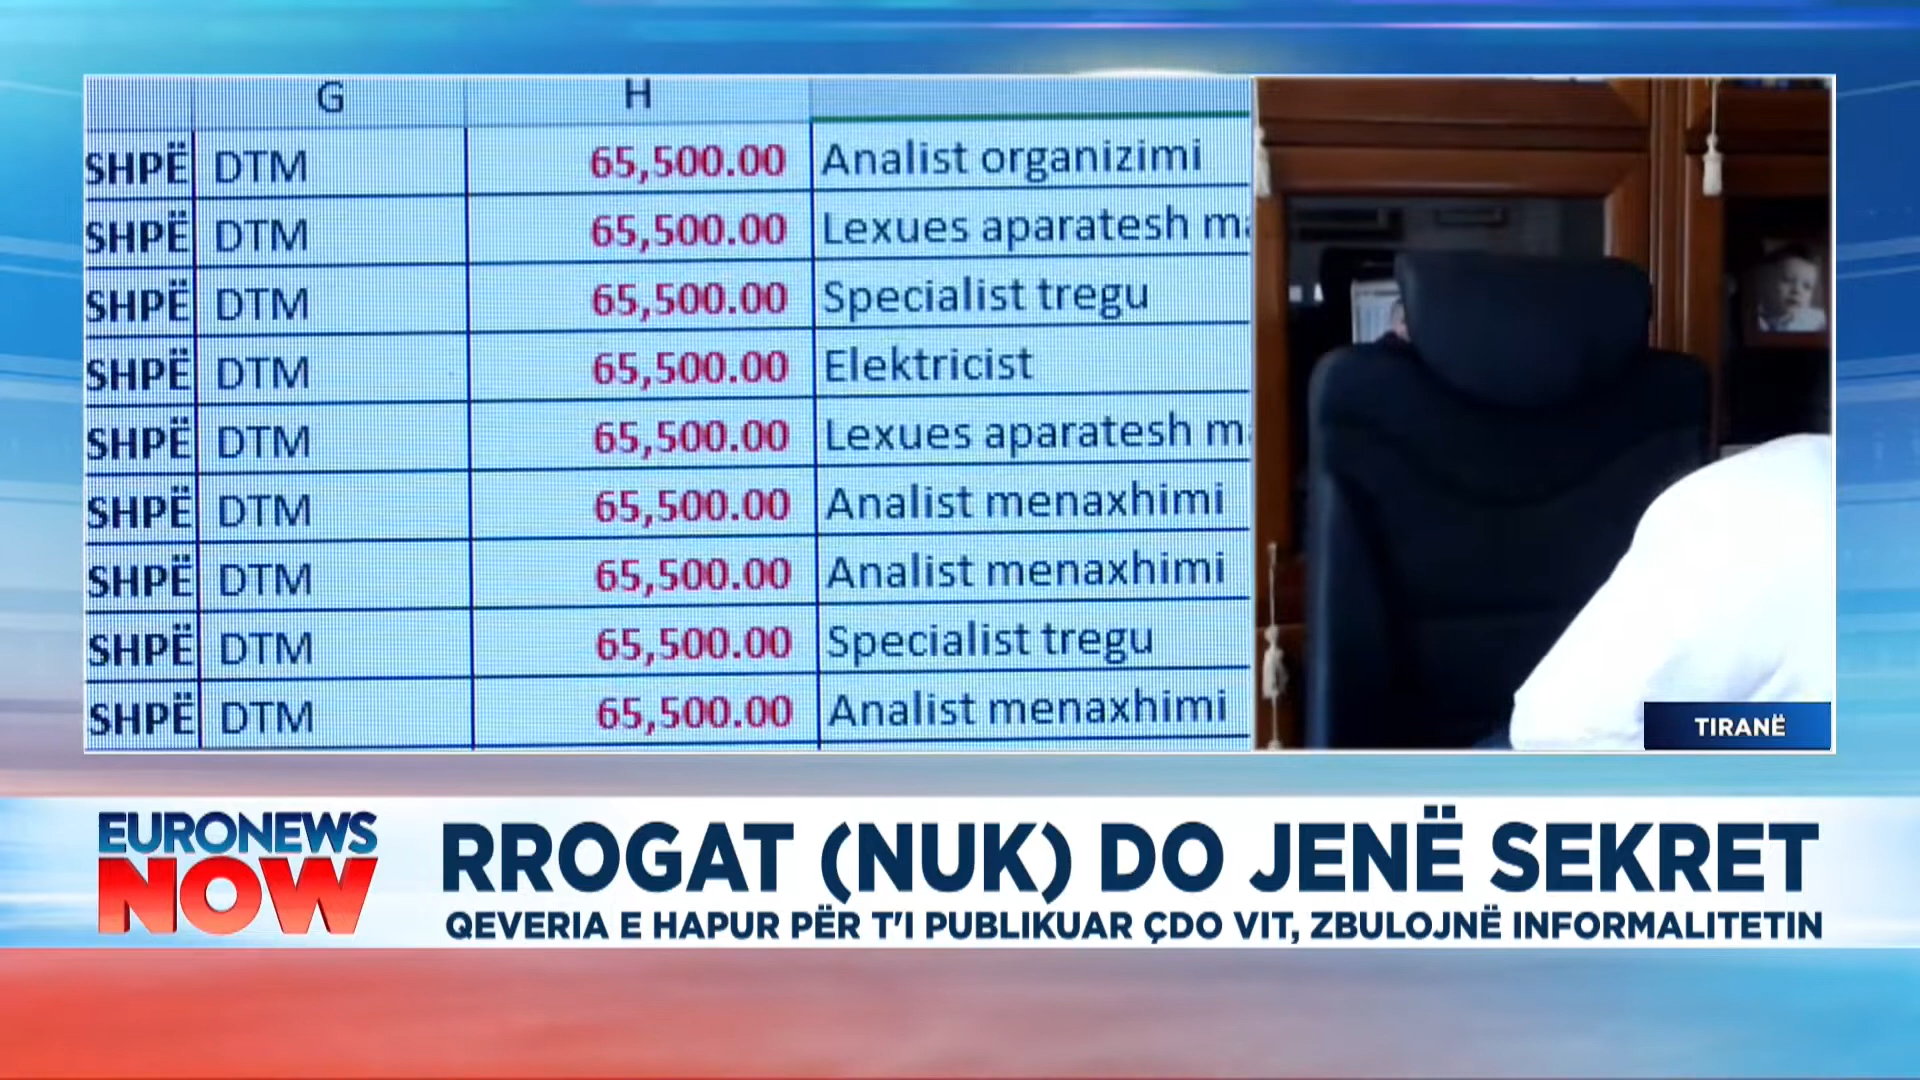 G H
SHPË DTM 65,500.00 Analist organizimi
SHPË DTM 65,500.00 Lexues aparatesh
SHPË DTM 65,500.00 Specialist tregu
SHPË DTM 65,500.00 Elektricist
SHPË DTM 65,500.00 Lexues aparatesh
SHPË DTM 65,500.00 Analist menaxhimi
SHPË DTM 65,500.00 Analist menaxhimi
SHPË DTM 65,500.00 Specialist tregu
SHPË DTM 65,500.00 Analist menaxhimi
TIRANË
EURONEWS
NOW
RROGAT (NUK) DO JENË SEKRET
QEVERIA E HAPUR PËR T'I PUBLIKUAR ÇDO VIT, ZBULOJNË INFORMALITETIN